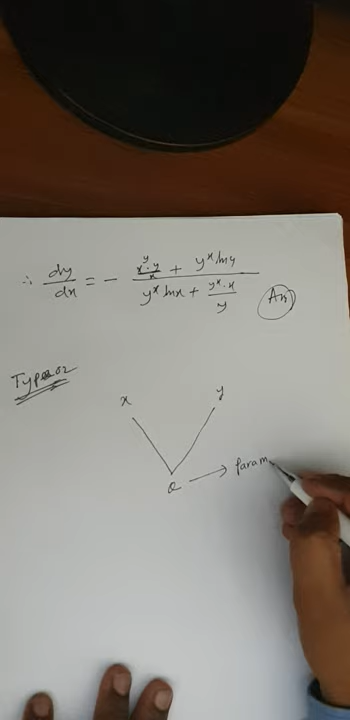 ∴ dy/dx = - (x^y · y/x + y^x ln y) / (y^x ln x + y^x · x/y) Ans
Type 02
x y
Q → Param